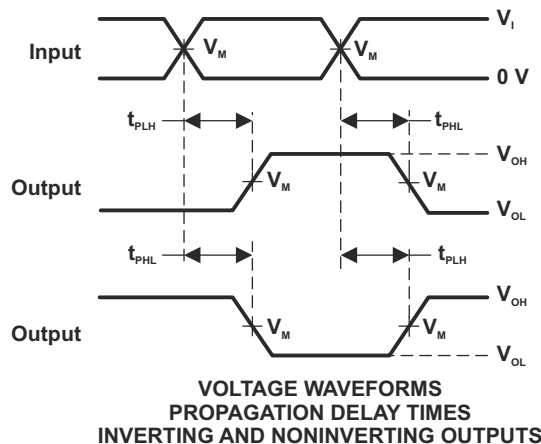 Input
V_M
V_M
V_I
0 V
t_PLH
t_PHL
Output
V_M
V_M
V_OH
V_OL
t_PHL
t_PLH
Output
V_M
V_M
V_OH
V_OL
VOLTAGE WAVEFORMS
PROPAGATION DELAY TIMES
INVERTING AND NONINVERTING OUTPUTS